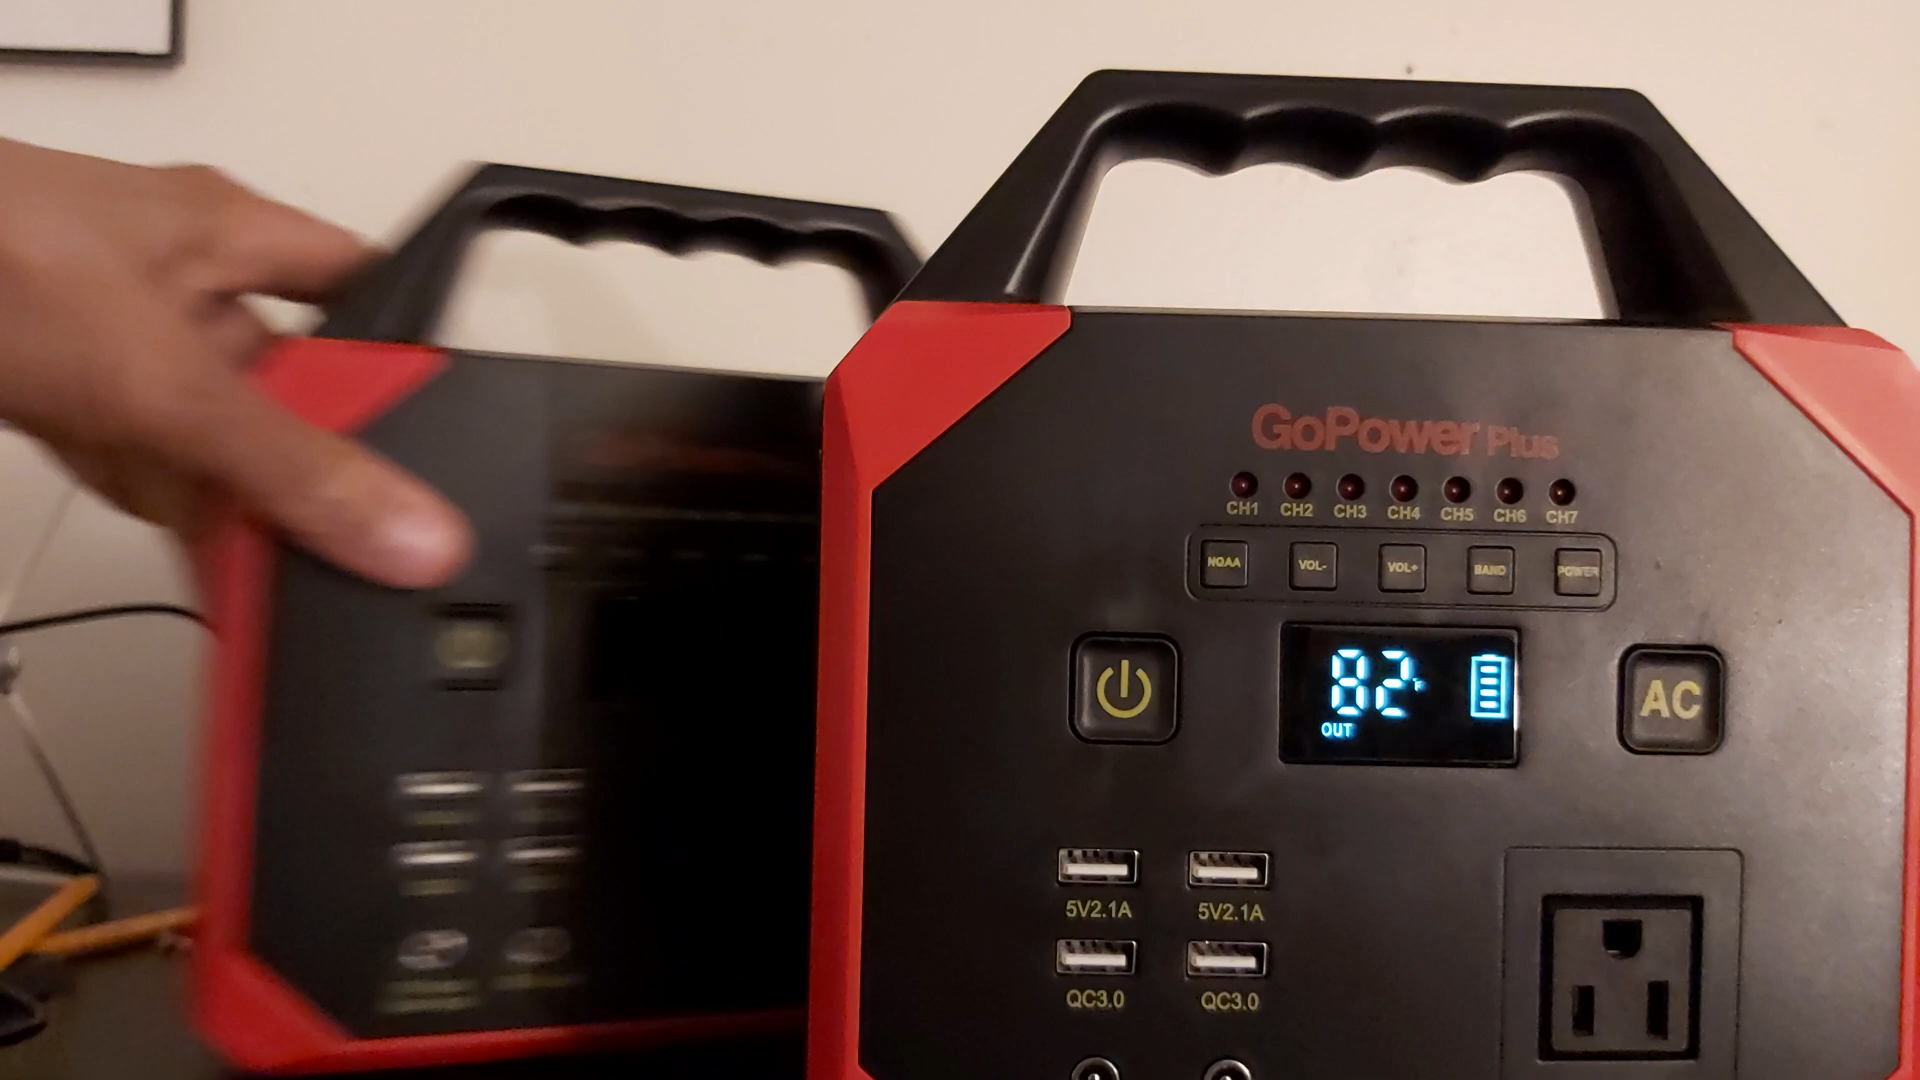 GoPower Plus
CH1 CH2 CH3 CH4 CH5 CH6 CH7
NOAA VOL- VOL+ BAND POWER
82°F
OUT
AC
5V2.1A 5V2.1A
QC3.0 QC3.0